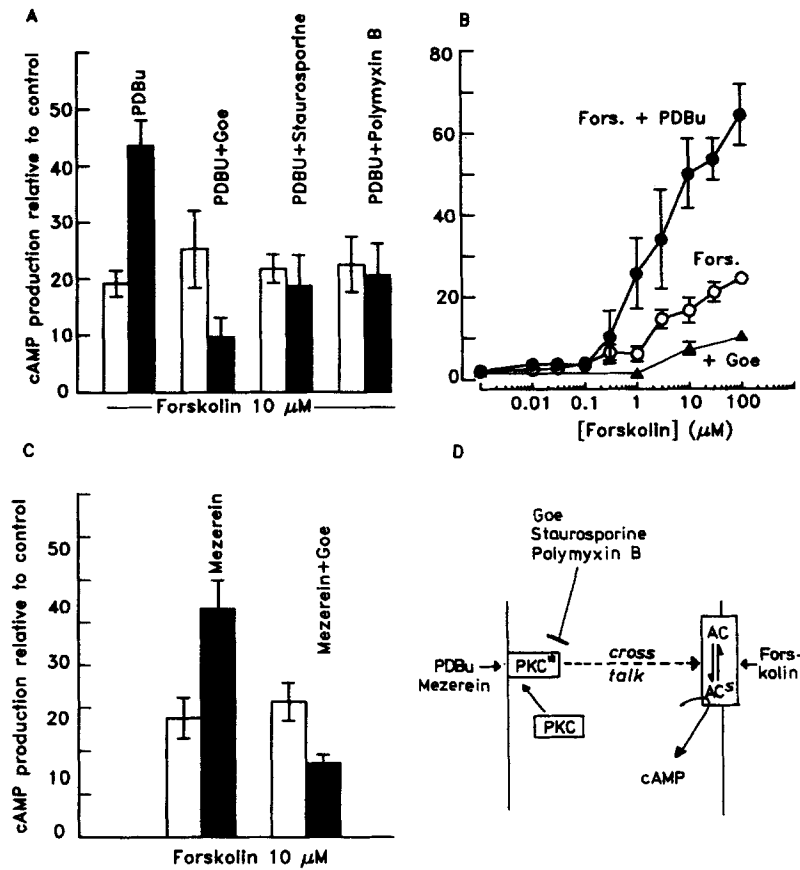 A
cAMP production relative to control
50
40
30
20
10
0
PDBu
PDBU+Goe
PDBU+Staurosporine
PDBU+Polymyxin B
Forskolin 10 µM
B
80
60
40
20
0
Fors. + PDBu
Fors.
+ Goe
0.01 0.1 1 10 100
[Forskolin] (µM)
C
cAMP production relative to control
50
40
30
20
10
0
Mezerein
Mezerein+Goe
Forskolin 10 µM
D
Goe
Staurosporine
Polymyxin B
PDBu
Mezerein
PKC*
PKC
cross
talk
AC
ACs
Fors-
kolin
cAMP